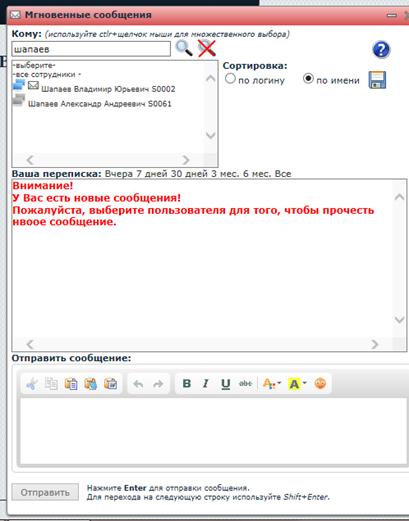 Мгновенные сообщения
Кому: (используйте ctlr+щелчок мыши для множественного выбора)
шапаев
-выберите-
-все сотрудники -
Шапаев Владимир Юрьевич S0002
Шапаев Александр Андреевич S0061
Сортировка:
по логину по имени
Ваша переписка: Вчера 7 дней 30 дней 3 мес. 6 мес. Все
Внимание!
У Вас есть новые сообщения!
Пожалуйста, выберите пользователя для того, чтобы прочесть
нвоое сообщение.
Отправить сообщение:
B I U abc A A
Отправить
Нажмите Enter для отправки сообщения.
Для перехода на следующую строку используйте Shift+Enter.